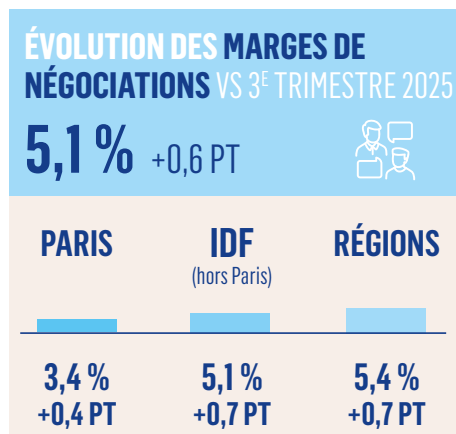 ÉVOLUTION DES MARGES DE
NÉGOCIATIONS VS 3E TRIMESTRE 2025
5,1 % +0,6 PT
PARIS IDF RÉGIONS
(hors Paris)
3,4 % 5,1 % 5,4 %
+0,4 PT +0,7 PT +0,7 PT